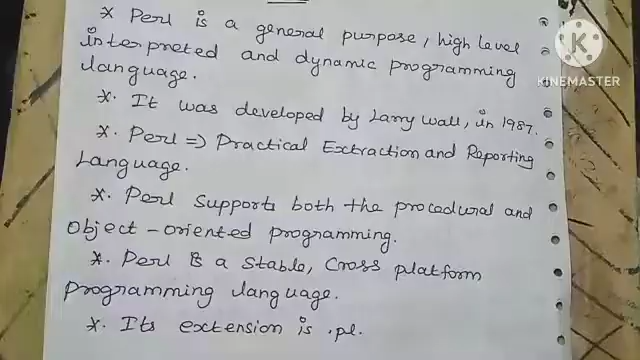 * Perl is a general purpose, high level
interpreted and dynamic programming
language.
*. It was developed by Larry Wall, in 1987.
*. Perl => Practical Extraction and Reporting
Language.
*. Perl supports both the procedural and
object-oriented programming.
*. Perl is a stable, cross platform
programming language.
*. Its extension is .pl.
KINEMASTER